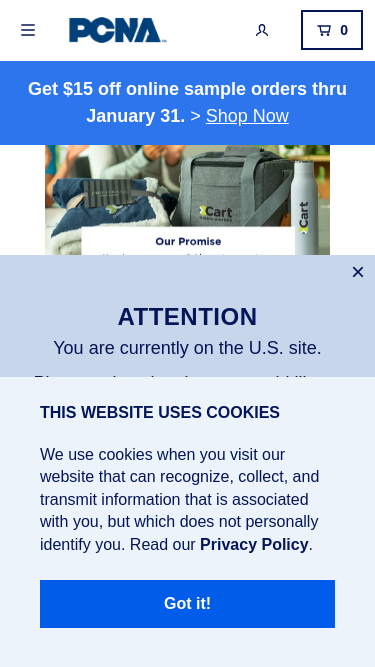 PCNA
0
Get $15 off online sample orders thru
January 31. > Shop Now
xCart
xCart
Our Promise
×
ATTENTION
You are currently on the U.S. site.
THIS WEBSITE USES COOKIES
We use cookies when you visit our
website that can recognize, collect, and
transmit information that is associated
with you, but which does not personally
identify you. Read our Privacy Policy.
Got it!